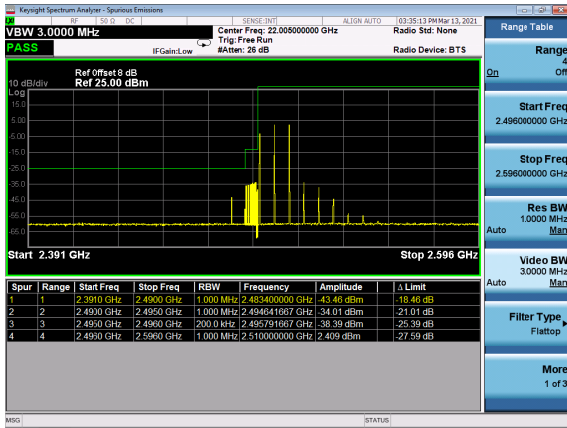 Keysight Spectrum Analyzer - Spurious Emissions
RF 50 Ω DC SENSE:INT ALIGN AUTO 03:35:13 PM Mar 13, 2021
VBW 3.0000 MHz Center Freq: 22.005000000 GHz Radio Std: None
Trig: Free Run
PASS IFGain:Low #Atten: 26 dB Radio Device: BTS
Ref Offset 8 dB
10 dB/div Ref 25.00 dBm
Log
15.0
5.00
-5.00
-15.0
-25.0
-35.0
-45.0
-55.0
-65.0
Start 2.391 GHz Stop 2.596 GHz
Spur Range Start Freq Stop Freq RBW Frequency Amplitude Δ Limit
1 1 2.3910 GHz 2.4900 GHz 1.000 MHz 2.483400000 GHz -43.46 dBm -18.46 dB
2 2 2.4900 GHz 2.4950 GHz 1.000 MHz 2.494641667 GHz -34.01 dBm -21.01 dB
3 3 2.4950 GHz 2.4960 GHz 200.0 kHz 2.495791667 GHz -38.39 dBm -25.39 dB
4 4 2.4960 GHz 2.5960 GHz 1.000 MHz 2.510000000 GHz 2.409 dBm -27.59 dB
MSG STATUS
Range Table
Range
4
On Off
Start Freq
2.496000000 GHz
Stop Freq
2.596000000 GHz
Res BW
1.0000 MHz
Auto Man
Video BW
3.0000 MHz
Auto Man
Filter Type
Flattop
More
1 of 3